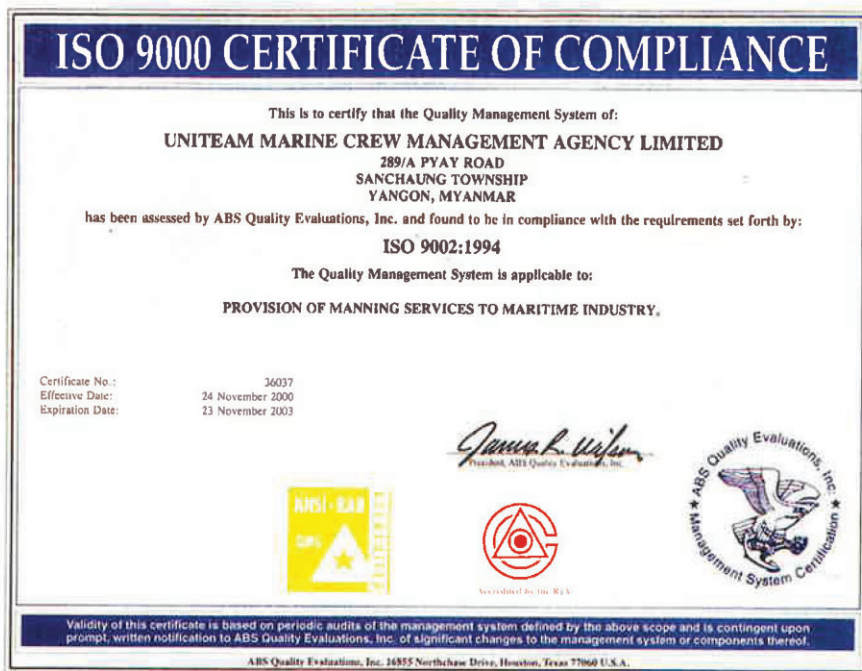 ISO 9000 CERTIFICATE OF COMPLIANCE
This is to certify that the Quality Management System of:
UNITEAM MARINE CREW MANAGEMENT AGENCY LIMITED
289/A PYAY ROAD
SANCHAUNG TOWNSHIP
YANGON, MYANMAR
has been assessed by ABS Quality Evaluations, Inc. and found to be in compliance with the requirements set forth by:
ISO 9002:1994
The Quality Management System is applicable to:
PROVISION OF MANNING SERVICES TO MARITIME INDUSTRY.
Certificate No.: 36037
Effective Date: 24 November 2000
Expiration Date: 23 November 2003
James R. Wilson
President, ABS Quality Evaluations, Inc.
ANSI-RAB
Accredited by the RvA
ABS Quality Evaluations, Inc.
Management System Certification
Validity of this certificate is based on periodic audits of the management system defined by the above scope and is contingent upon
prompt, written notification to ABS Quality Evaluations, Inc. of significant changes to the management system or components thereof.
ABS Quality Evaluations, Inc. 16855 Northchase Drive, Houston, Texas 77060 U.S.A.